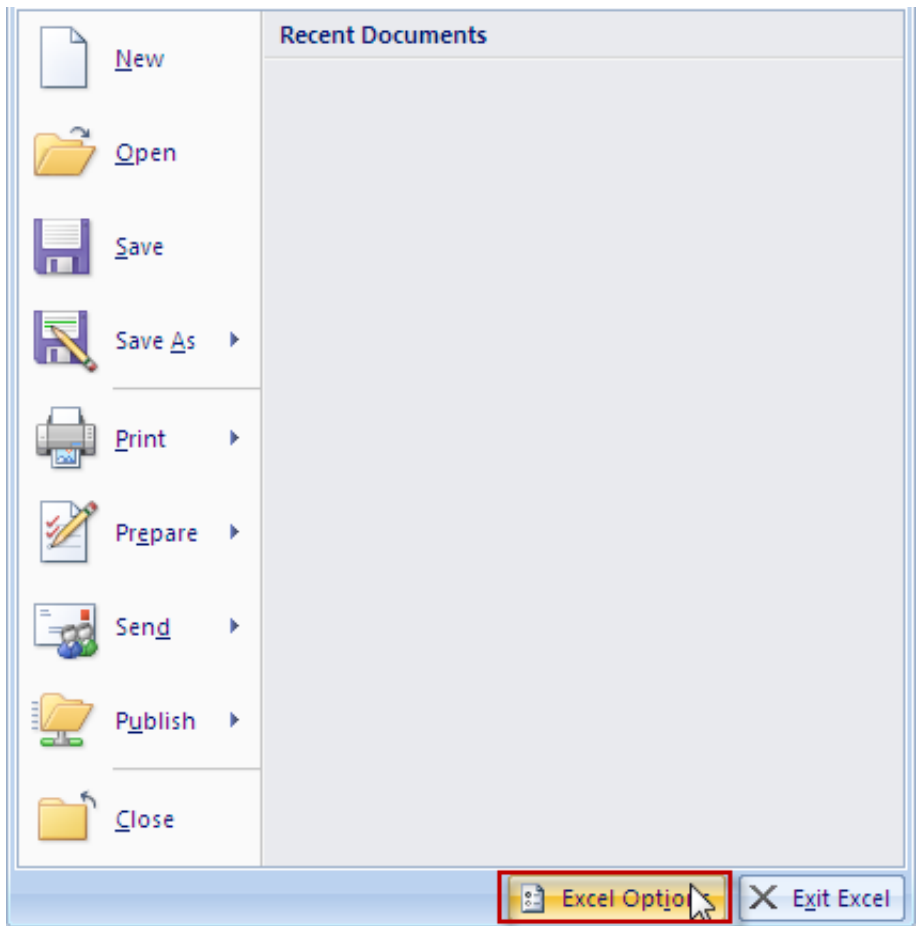 Recent Documents
New
Open
Save
Save As
Print
Prepare
Send
Publish
Close
Excel Options
Exit Excel